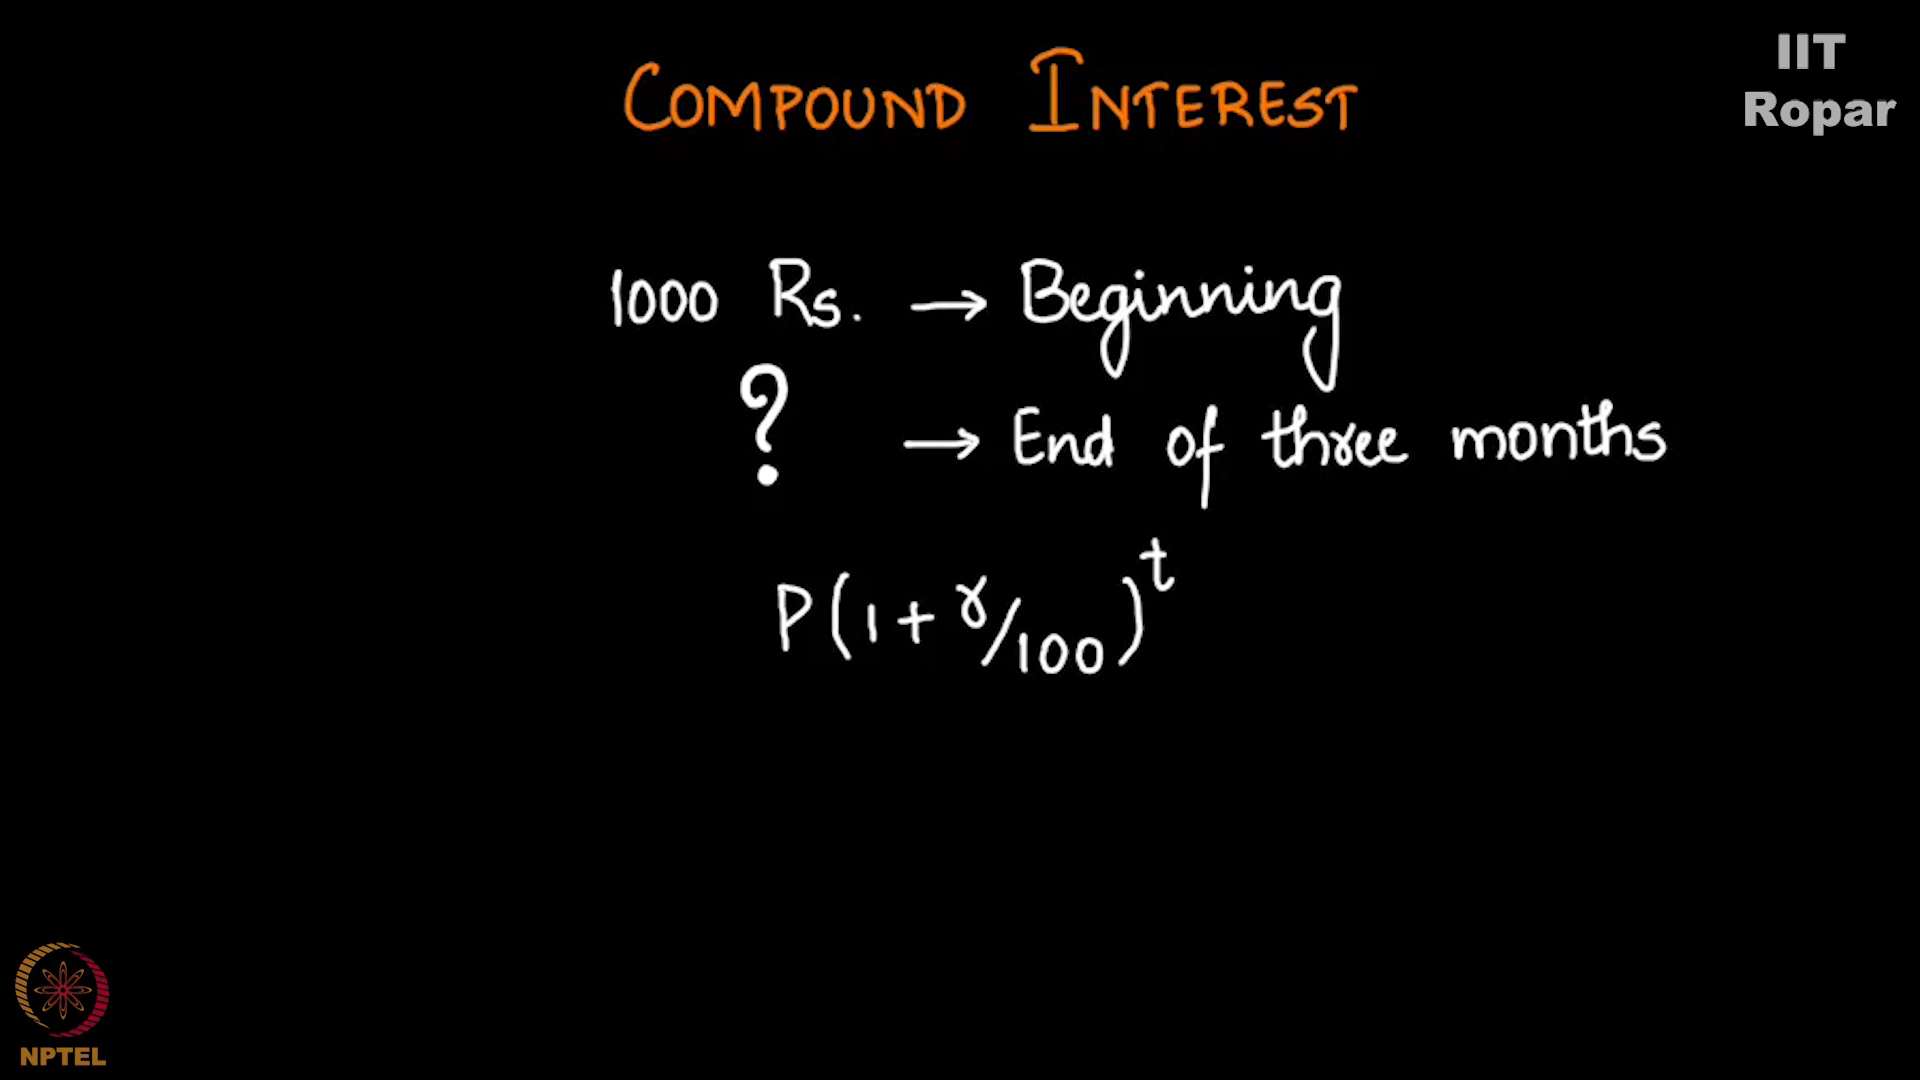 COMPOUND INTEREST
IIT
Ropar
1000 Rs. → Beginning
? → End of three months
P(1+r/100)^t
NPTEL